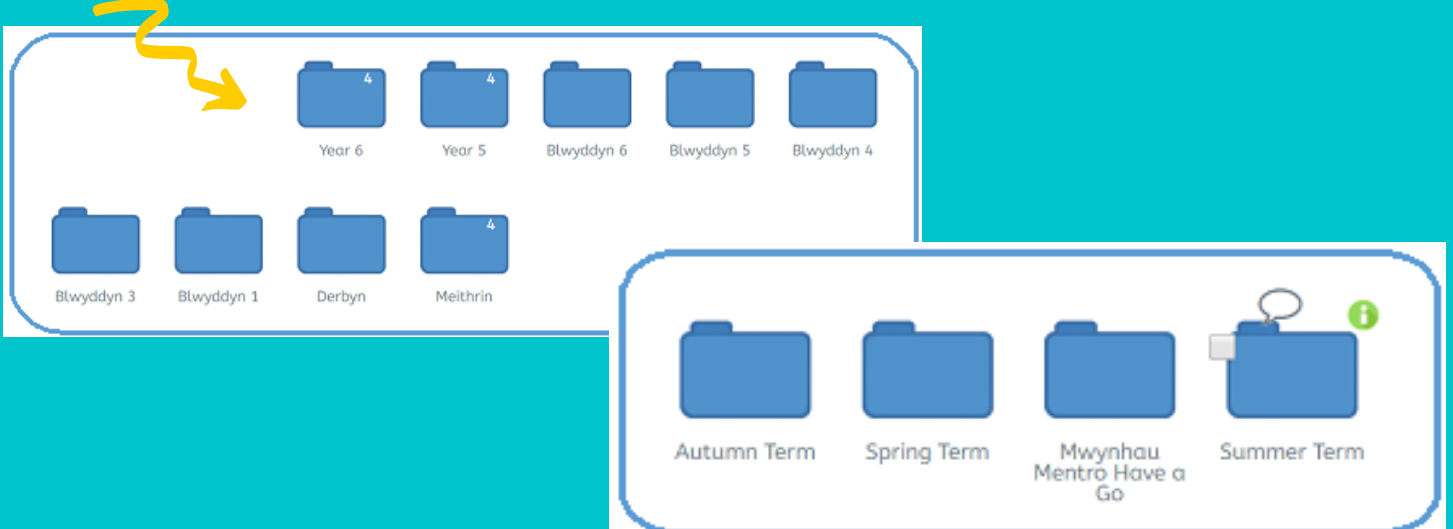 4 4
Year 6 Year 5 Blwyddyn 6 Blwyddyn 5 Blwyddyn 4
4
Blwyddyn 3 Blwyddyn 1 Derbyn Meithrin
i
Autumn Term Spring Term Mwynhau Summer Term
Mentro Have a
Go